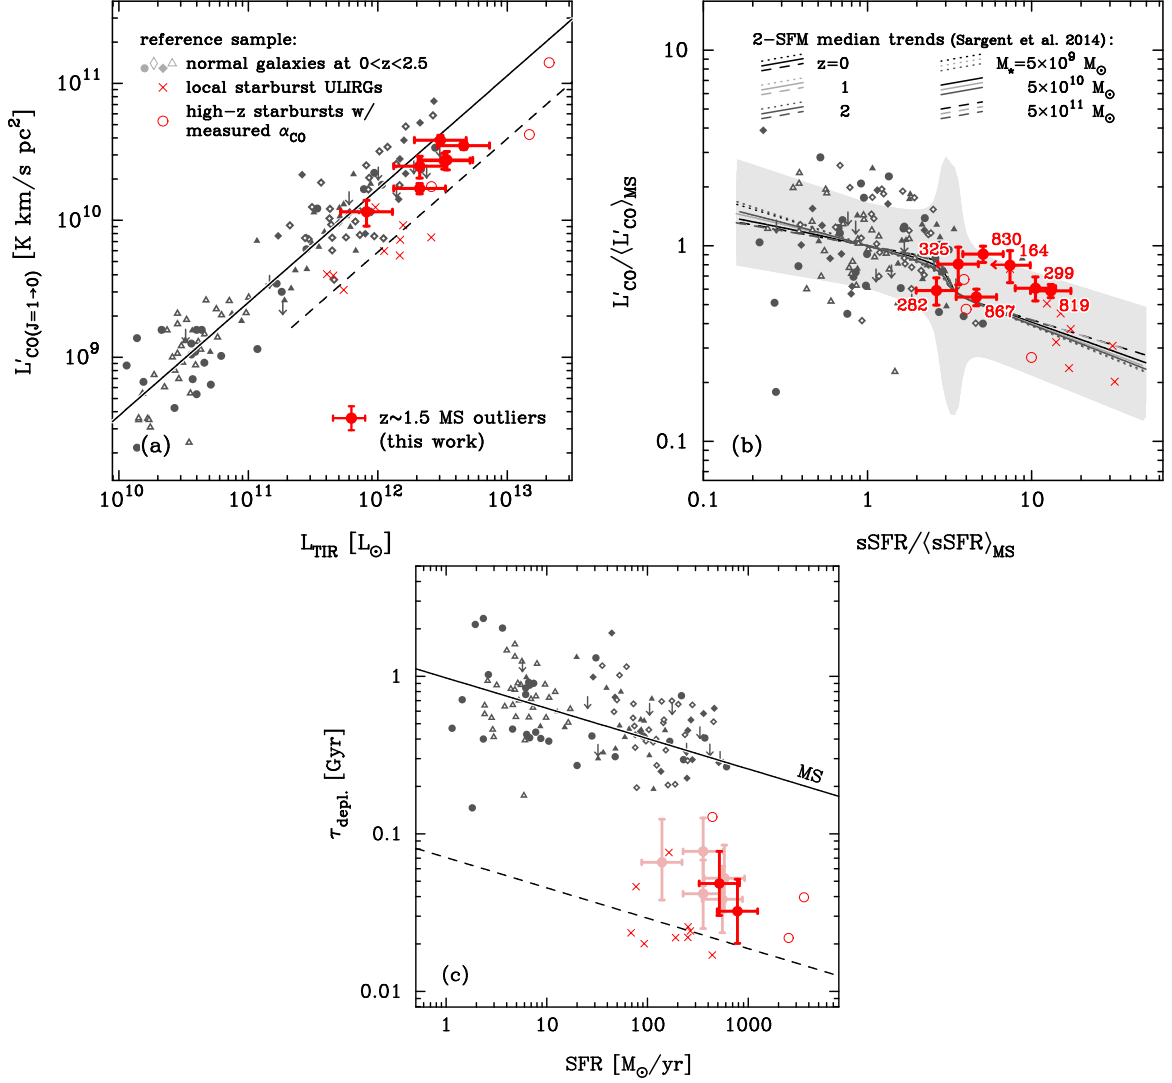 reference sample:
normal galaxies at 0<z<2.5
local starburst ULIRGs
high-z starbursts w/
measured α_CO
z~1.5 MS outliers
(this work)
(a)
10^11
10^10
10^9
L′_CO(J=1→0) [K km/s pc^2]
10^10 10^11 10^12 10^13
L_TIR [L_⊙]
2-SFM median trends (Sargent et al. 2014):
z=0 M_*=5×10^9 M_⊙
1 5×10^10 M_⊙
2 5×10^11 M_⊙
10
1
0.1
L′_CO/⟨L′_CO⟩_MS
325 830 164
299
282 867 819
(b)
0.1 1 10
sSFR/⟨sSFR⟩_MS
1
0.1
0.01
τ_depl. [Gyr]
MS
(c)
1 10 100 1000
SFR [M_⊙/yr]